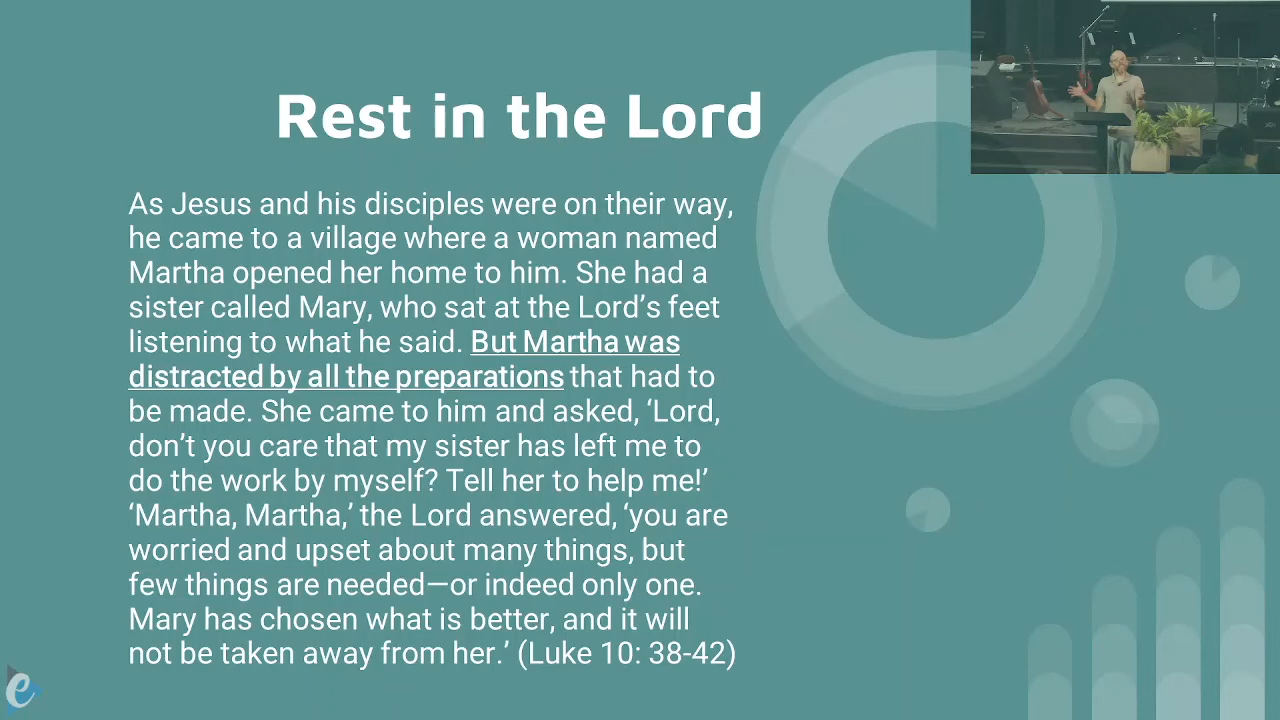 Rest in the Lord
As Jesus and his disciples were on their way,
he came to a village where a woman named
Martha opened her home to him. She had a
sister called Mary, who sat at the Lord’s feet
listening to what he said. But Martha was
distracted by all the preparations that had to
be made. She came to him and asked, ‘Lord,
don’t you care that my sister has left me to
do the work by myself? Tell her to help me!’
‘Martha, Martha,’ the Lord answered, ‘you are
worried and upset about many things, but
few things are needed—or indeed only one.
Mary has chosen what is better, and it will
not be taken away from her.’ (Luke 10: 38-42)
e